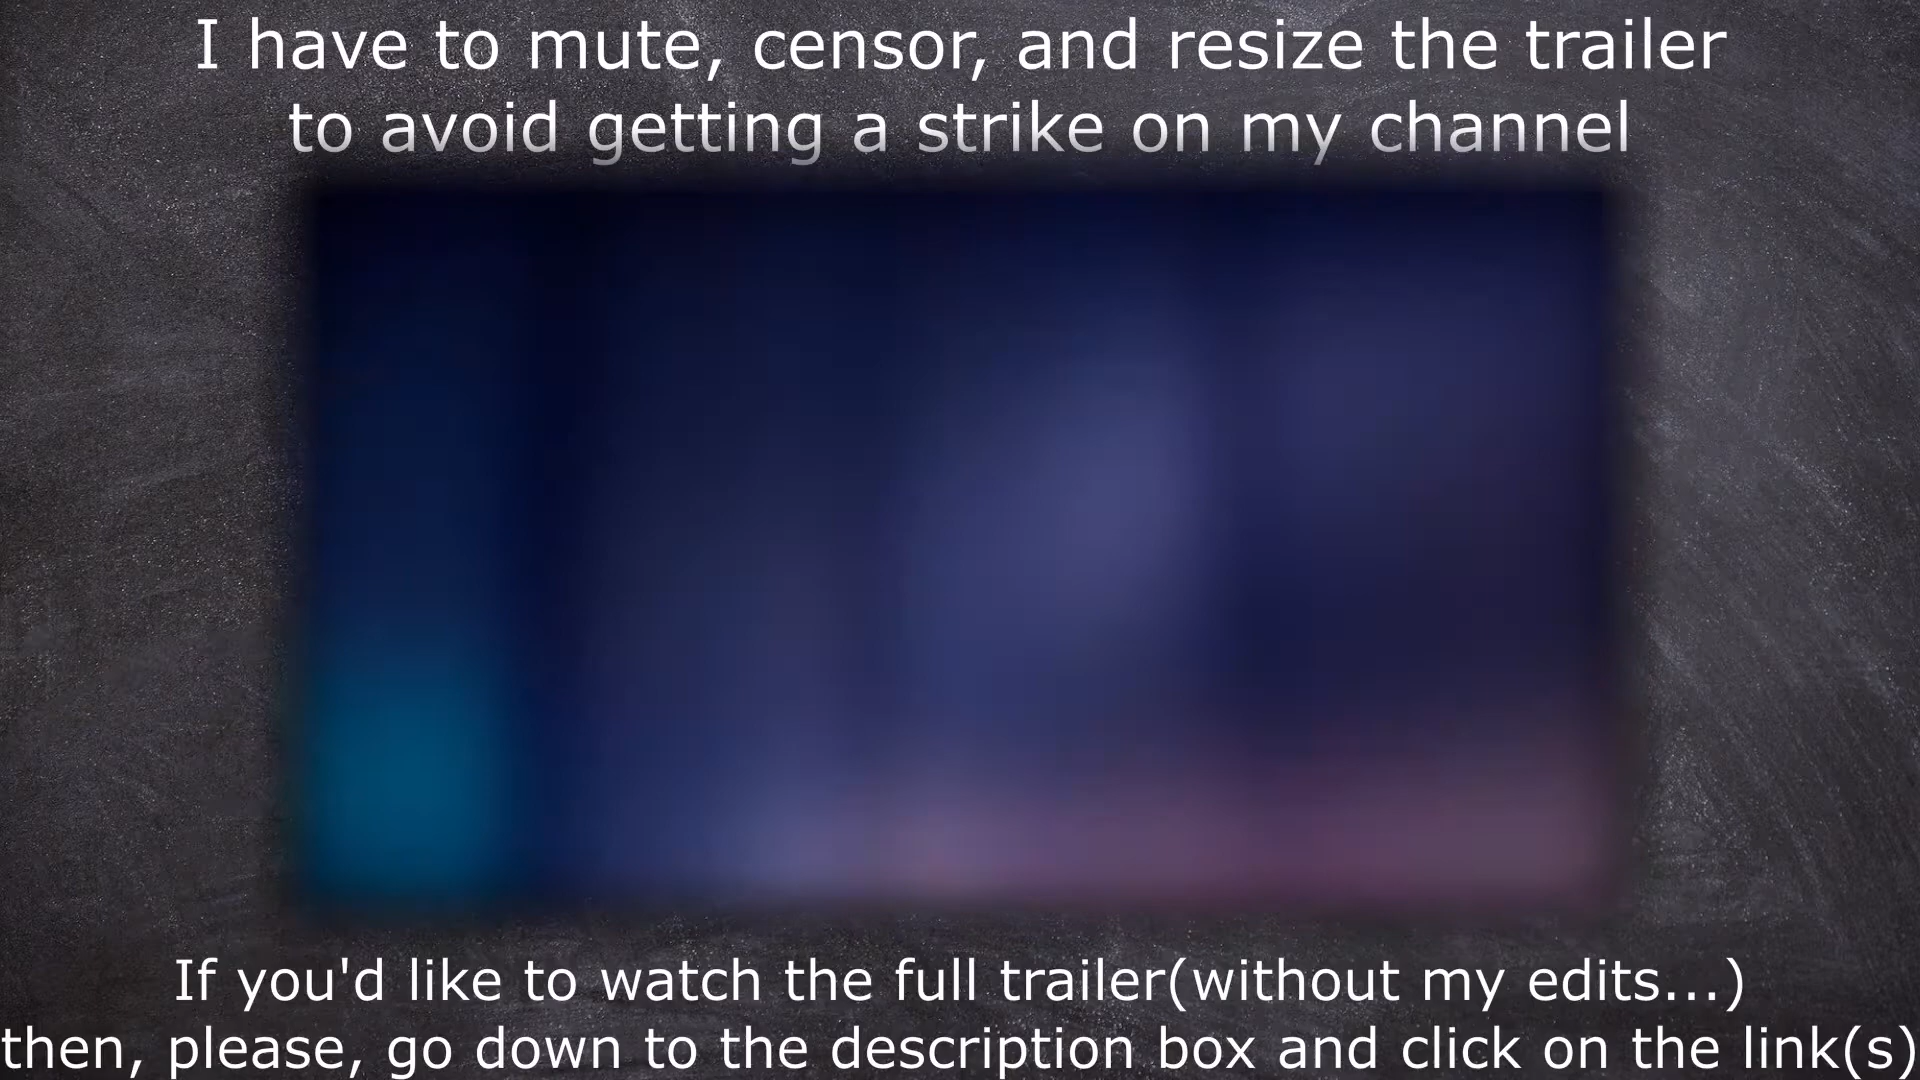 I have to mute, censor, and resize the trailer
to avoid getting a strike on my channel
If you'd like to watch the full trailer(without my edits...)
then, please, go down to the description box and click on the link(s)